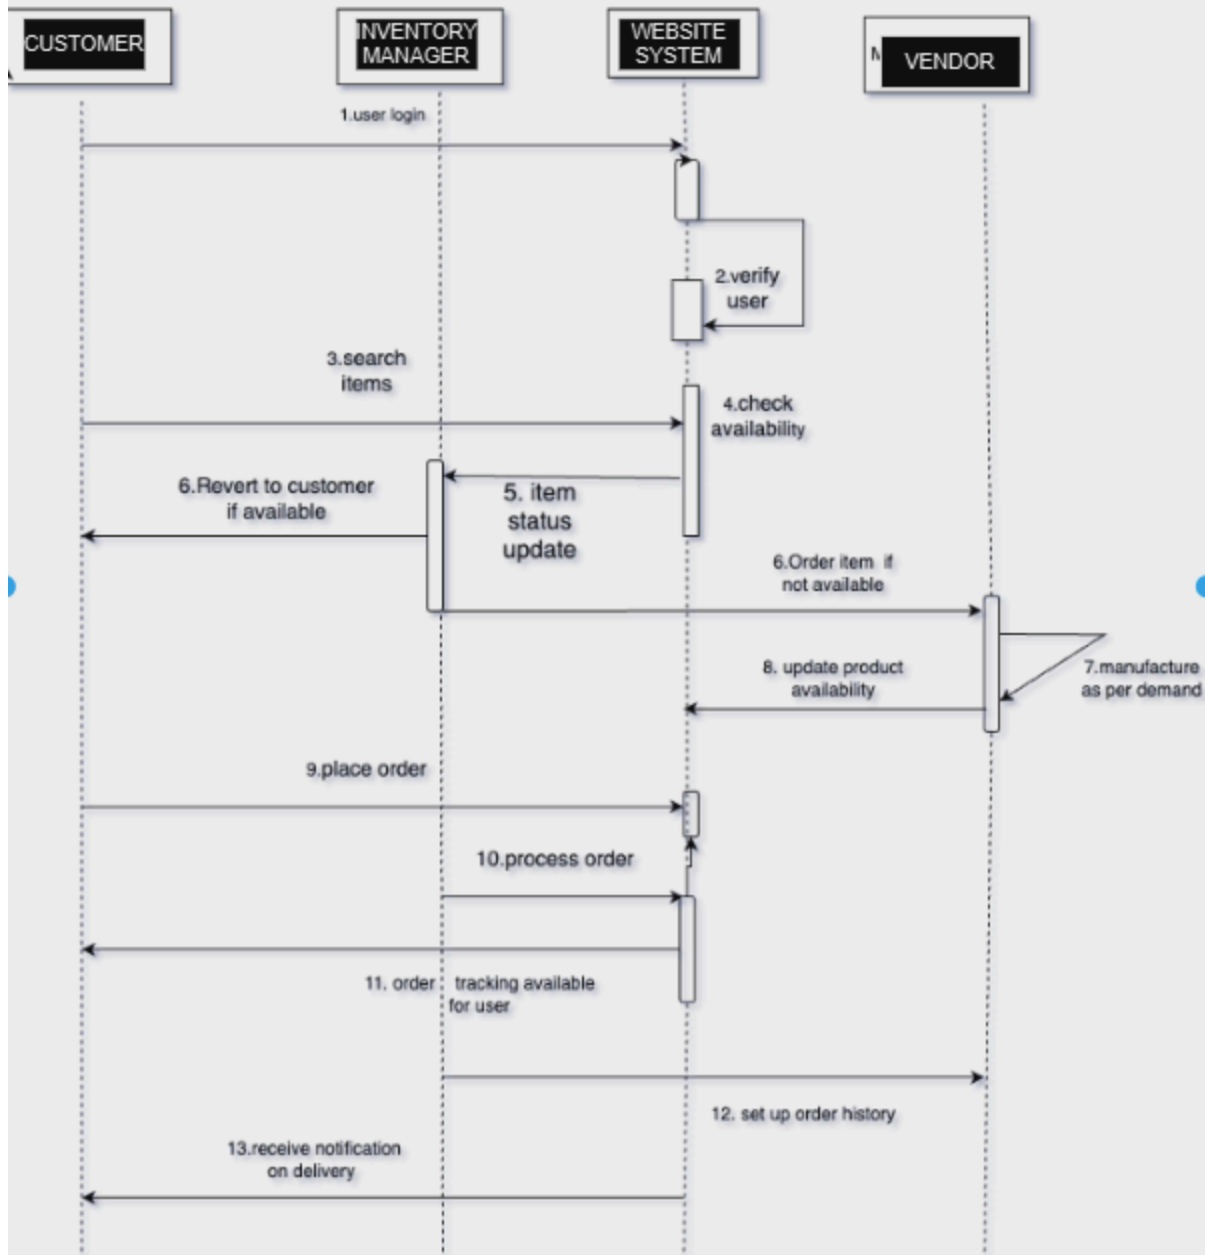 CUSTOMER
INVENTORY
MANAGER
WEBSITE
SYSTEM
VENDOR
1.user login
2.verify
user
3.search
items
4.check
availability
5. item
status
update
6.Revert to customer
if available
6.Order item if
not available
7.manufacture
as per demand
8. update product
availability
9.place order
10.process order
11. order tracking available
for user
12. set up order history
13.receive notification
on delivery